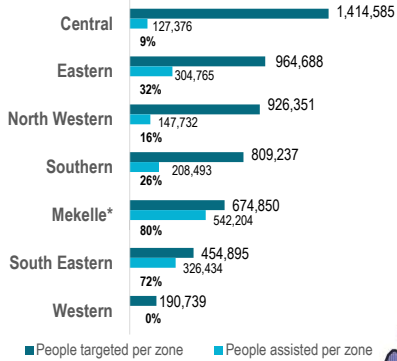 Central 1,414,585
127,376
9%
Eastern 964,688
304,765
32%
North Western 926,351
147,732
16%
Southern 809,237
208,493
26%
Mekelle* 674,850
542,204
80%
South Eastern 454,895
326,434
72%
Western 190,739
0%
People targeted per zone People assisted per zone